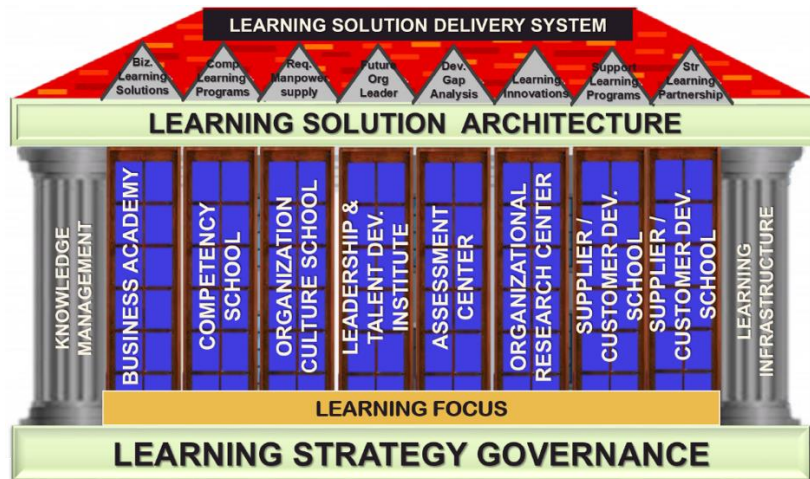 LEARNING SOLUTION DELIVERY SYSTEM
Biz.
Learning
Solutions
Comp
Learning
Programs
Req.
Manpower
supply
Future
Org
Leader
Dev.
Gap
Analysis
Learning
Innovations
Support
Learning
Programs
Str
Learning
Partnership
LEARNING SOLUTION ARCHITECTURE
KNOWLEDGE
MANAGEMENT
BUSINESS ACADEMY
COMPETENCY
SCHOOL
ORGANIZATION
CULTURE SCHOOL
LEADERSHIP &
TALENT DEV.
INSTITUTE
ASSESSMENT
CENTER
ORGANIZATIONAL
RESEARCH CENTER
SUPPLIER /
CUSTOMER DEV.
SCHOOL
SUPPLIER /
CUSTOMER DEV.
SCHOOL
LEARNING
INFRASTRUCTURE
LEARNING FOCUS
LEARNING STRATEGY GOVERNANCE